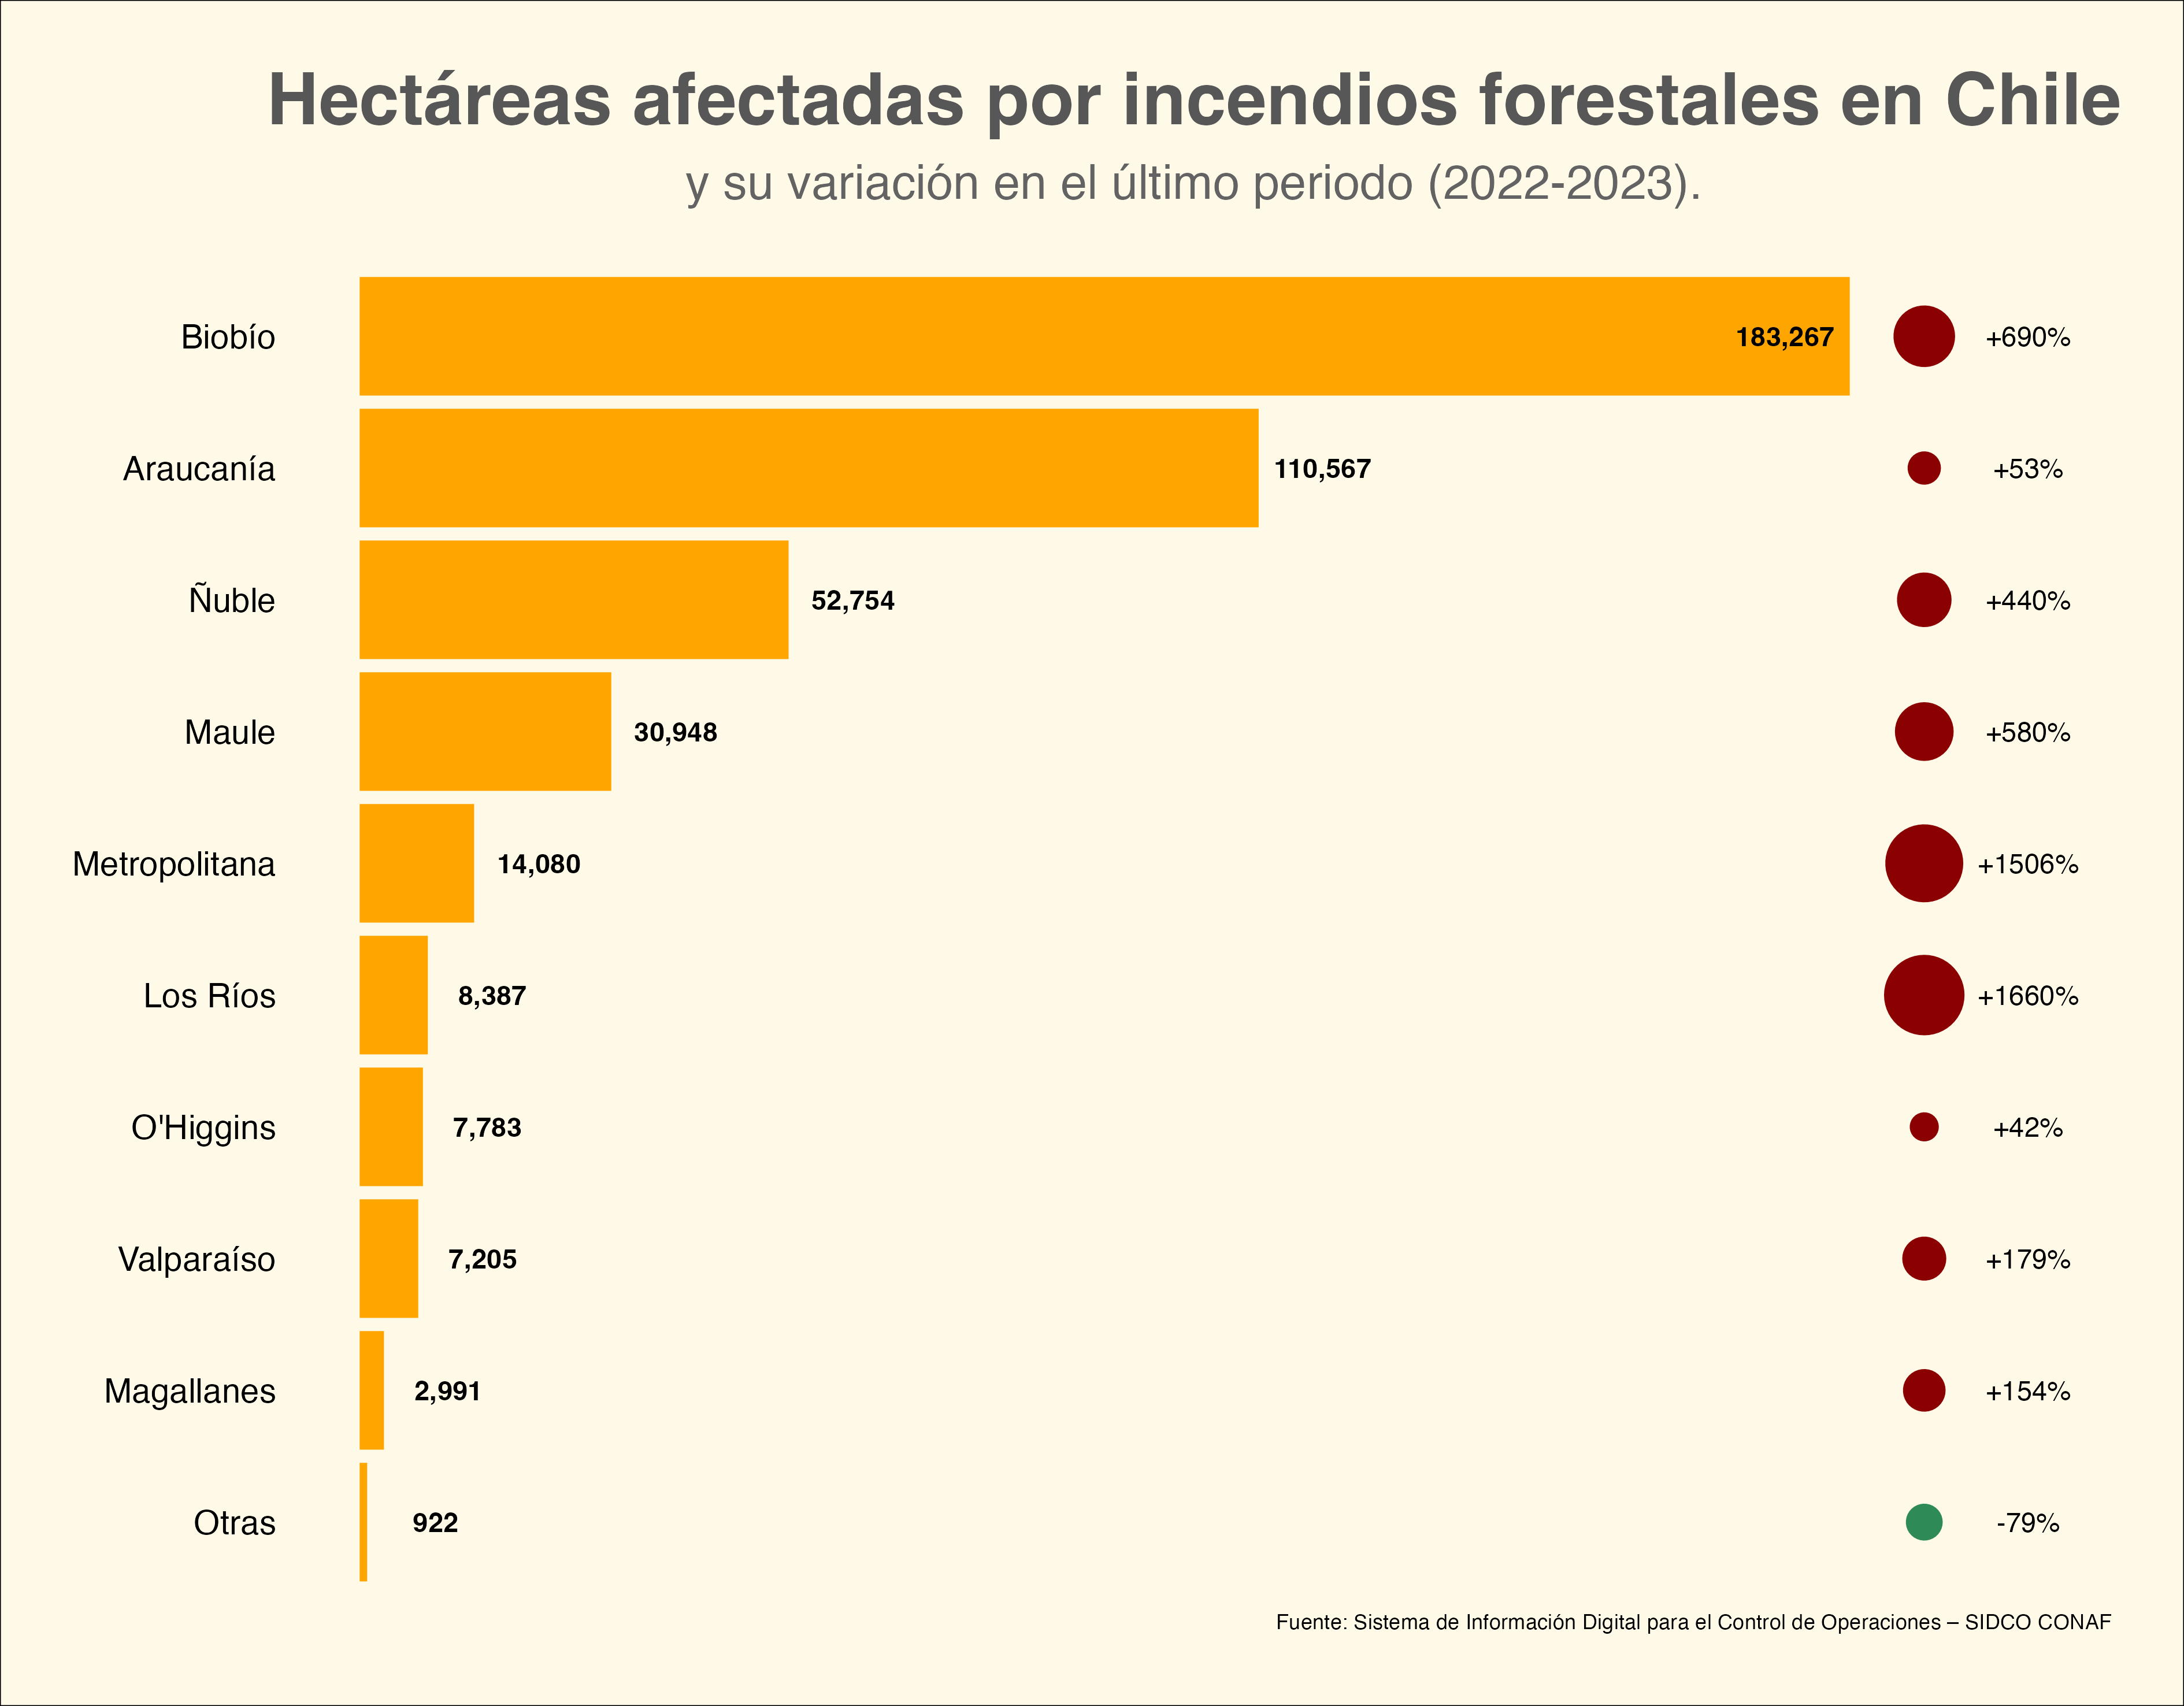 Hectáreas afectadas por incendios forestales en Chile
y su variación en el último periodo (2022-2023).
Biobío 183,267 +690%
Araucanía 110,567 +53%
Ñuble 52,754 +440%
Maule 30,948 +580%
Metropolitana 14,080 +1506%
Los Ríos 8,387 +1660%
O'Higgins 7,783 +42%
Valparaíso 7,205 +179%
Magallanes 2,991 +154%
Otras 922 -79%
Fuente: Sistema de Información Digital para el Control de Operaciones – SIDCO CONAF